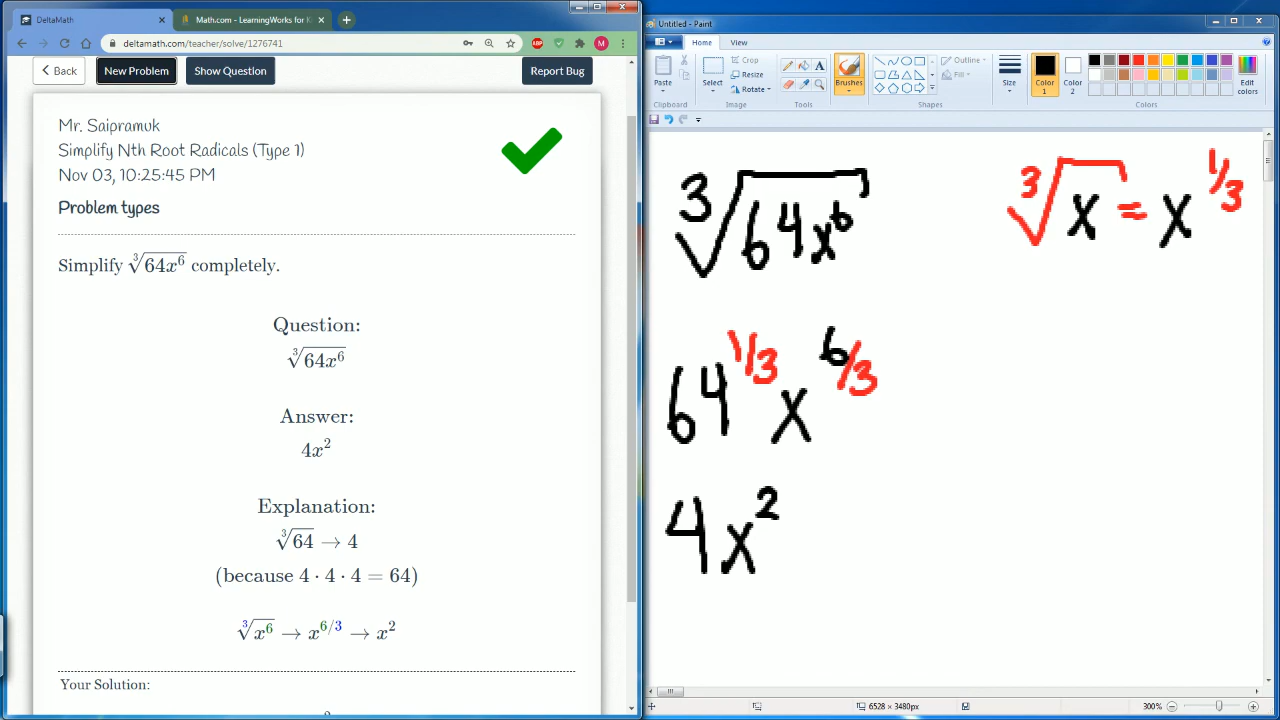 DeltaMath
Math.com - LearningWorks for K
deltamath.com/teacher/solve/1276741
ABP
M
Back
New Problem
Show Question
Report Bug
Mr. Saipramuk
Simplify Nth Root Radicals (Type 1)
Nov 03, 10:25:45 PM
Problem types
Simplify ∛(64x⁶) completely.
Question:
∛(64x⁶)
Answer:
4x²
Explanation:
∛64 → 4
(because 4 · 4 · 4 = 64)
∛(x⁶) → x^(6/3) → x²
Your Solution:
Untitled - Paint
Home
View
Paste
Clipboard
Select
Crop
Resize
Rotate
Image
A
Tools
Brushes
Outline
Fill
Shapes
Size
Color 1
Color 2
Edit colors
Colors
∛(64x⁶)
∛x = x^(1/3)
64^(1/3) x^(6/3)
4x²
6528 × 3480px
300%